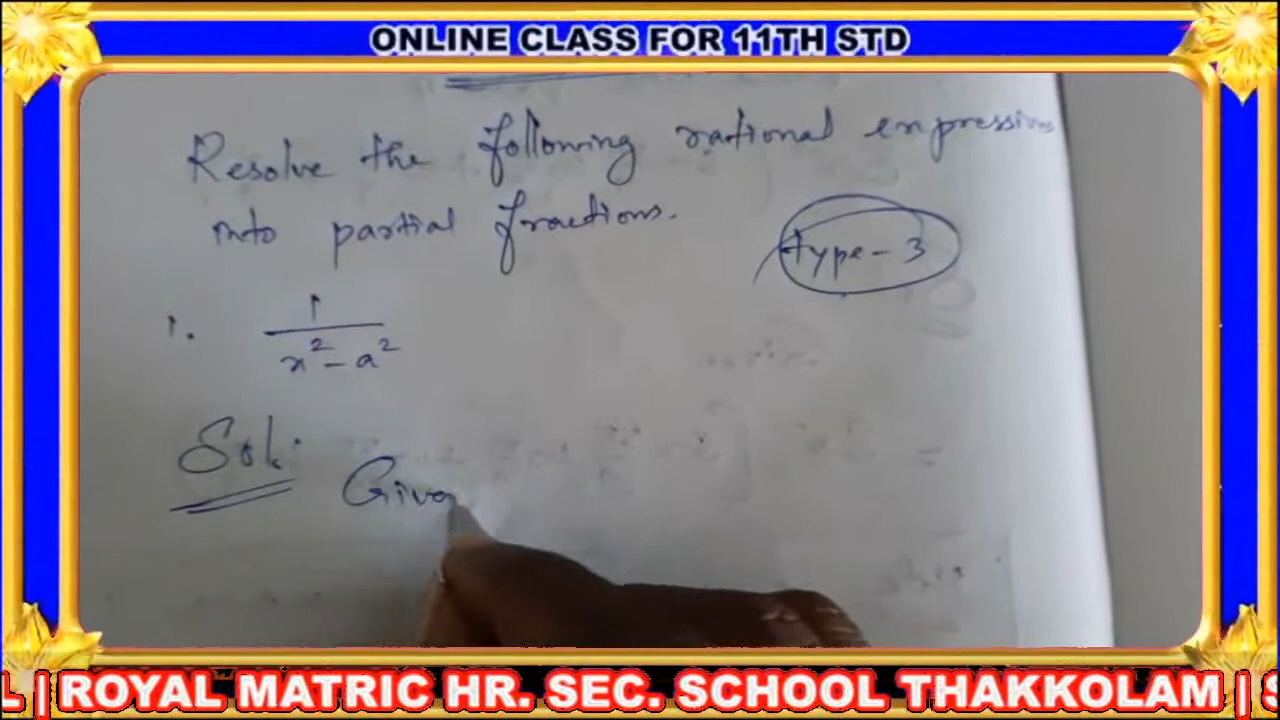 ONLINE CLASS FOR 11TH STD
Resolve the following rational expressions
into partial fractions.
type - 3
1. 1 / x² - a²
Sol:
Give
L | ROYAL MATRIC HR. SEC. SCHOOL THAKKOLAM | S